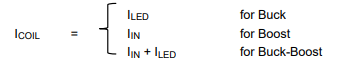 ILED for Buck
ICOIL = { IIN for Boost
IIN + ILED for Buck-Boost